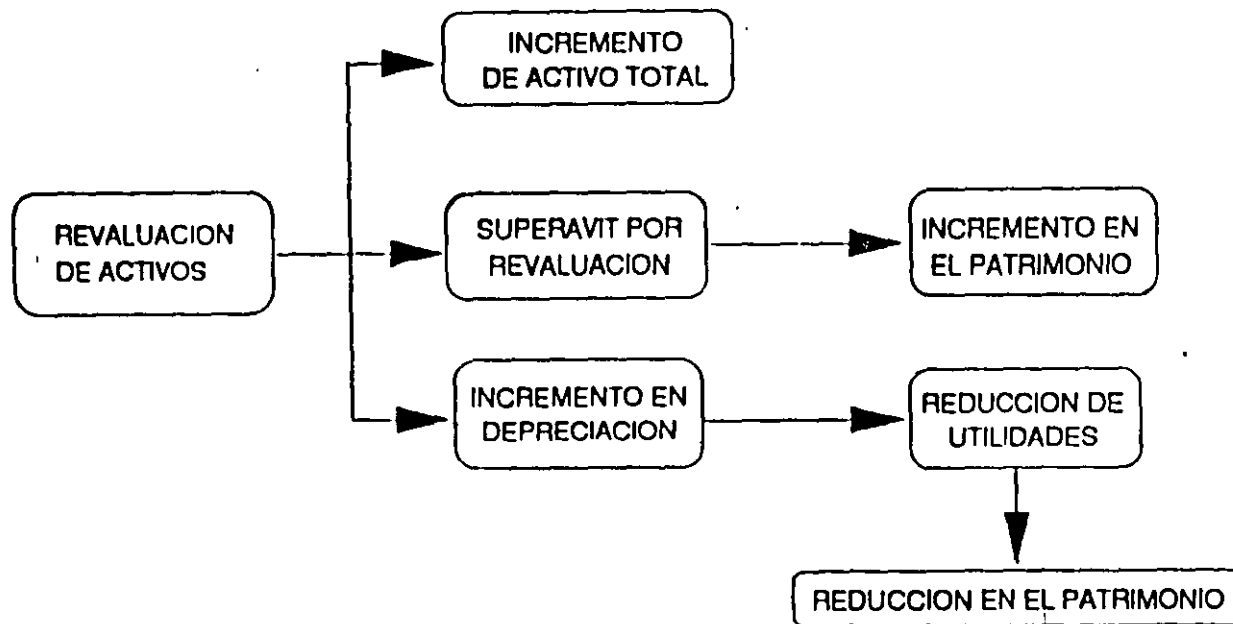 INCREMENTO
DE ACTIVO TOTAL
REVALUACION
DE ACTIVOS
SUPERAVIT POR
REVALUACION
INCREMENTO EN
EL PATRIMONIO
INCREMENTO EN
DEPRECIACION
REDUCCION DE
UTILIDADES
REDUCCION EN EL PATRIMONIO